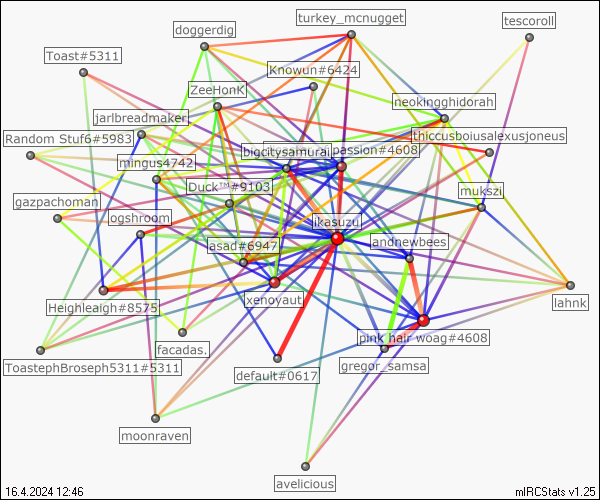 turkey_mcnugget
tescoroll
doggerdig
Toast#5311
Knowun#6424
ZeeHonK
neokingghidorah
jarlbreadmaker
thiccusboiusalexusjoneus
Random Stuf6#5983
bigcitysamurai
passion#4608
mingus4742
Duck™#9103
mukszi
gazpachoman
ogshroom
ikasuzu
asad#6947
andnewbees
xenoyaut
lahnk
Heighleaigh#8575
pink hair woag#4608
facadas.
ToastephBroseph5311#5311
default#0617
gregor_samsa
moonraven
avelicious
16.4.2024 12:46
mIRCStats v1.25